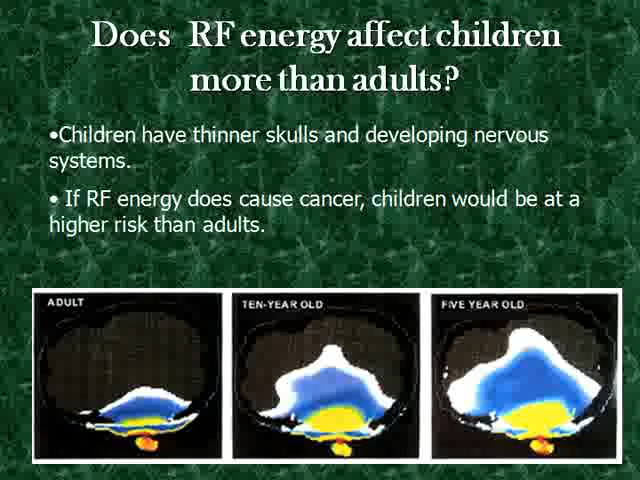 Does RF energy affect children
more than adults?
•Children have thinner skulls and developing nervous
systems.
• If RF energy does cause cancer, children would be at a
higher risk than adults.
ADULT
TEN-YEAR OLD
FIVE YEAR OLD